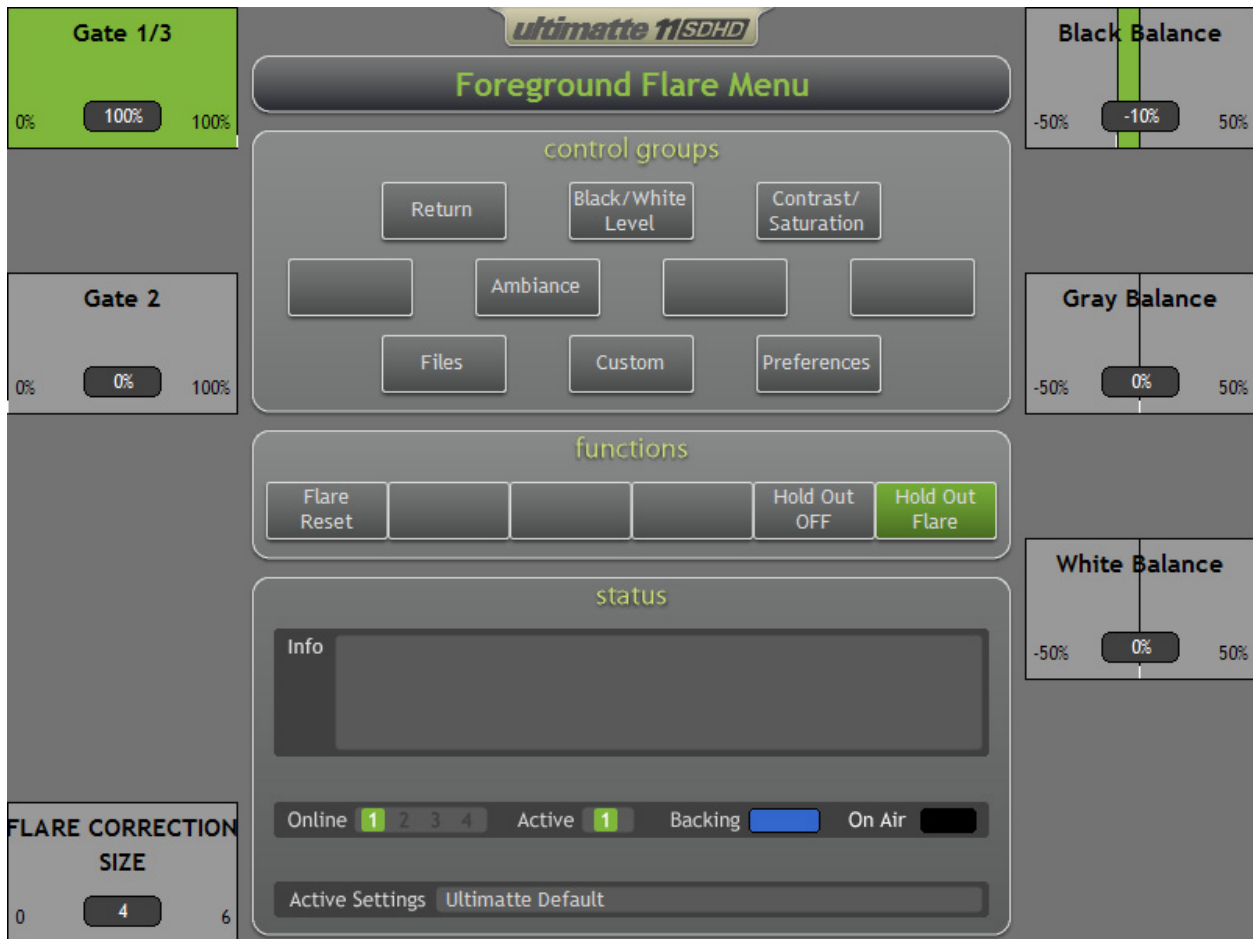 ultimatte 11 SDHD
Foreground Flare Menu
Gate 1/3
0%
100%
100%
Gate 2
0%
0%
100%
FLARE CORRECTION
SIZE
0
4
6
control groups
Return
Black/White
Level
Contrast/
Saturation
Ambiance
Files
Custom
Preferences
functions
Flare
Reset
Hold Out
OFF
Hold Out
Flare
status
Info
Online 1 2 3 4 Active 1 Backing On Air
Active Settings Ultimatte Default
Black Balance
-50%
-10%
50%
Gray Balance
-50%
0%
50%
White Balance
-50%
0%
50%